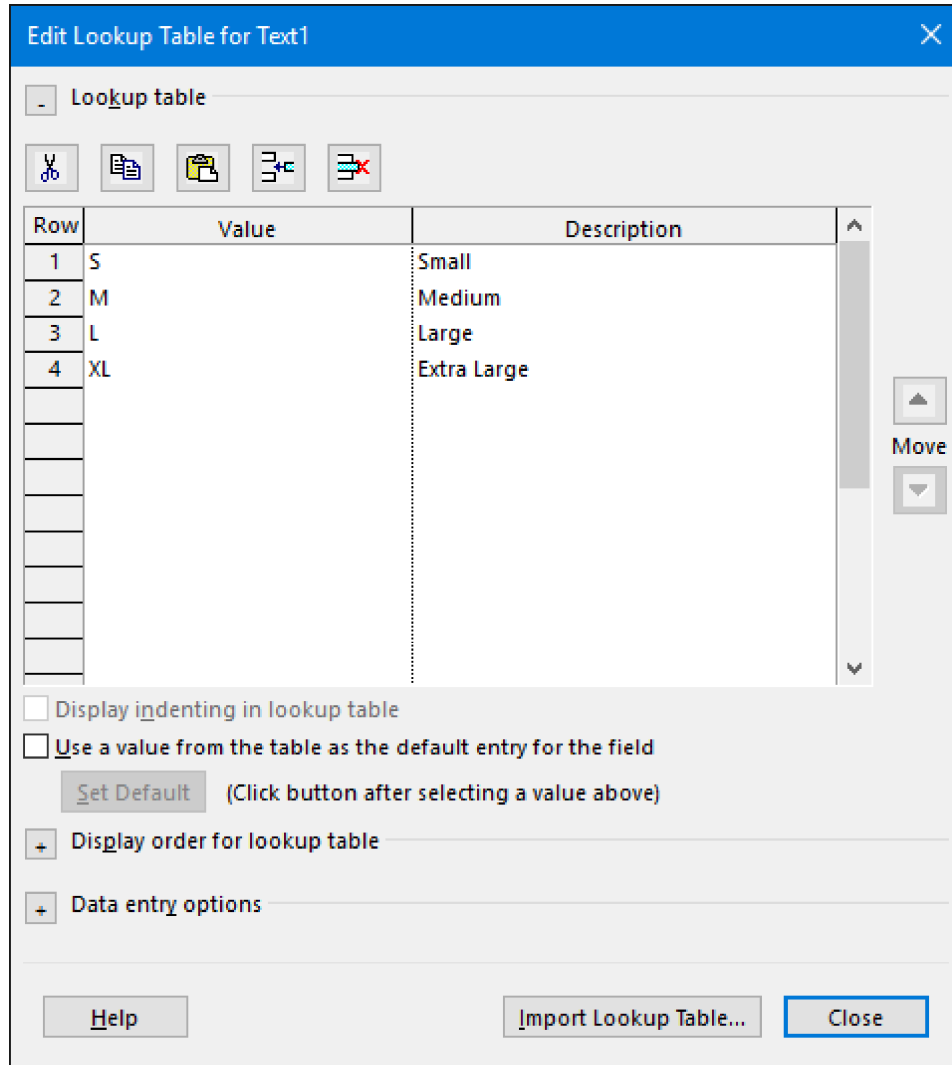 Edit Lookup Table for Text1
- Lookup table
Row Value Description
1 S Small
2 M Medium
3 L Large
4 XL Extra Large
Move
Display indenting in lookup table
Use a value from the table as the default entry for the field
Set Default (Click button after selecting a value above)
+ Display order for lookup table
+ Data entry options
Help Import Lookup Table... Close